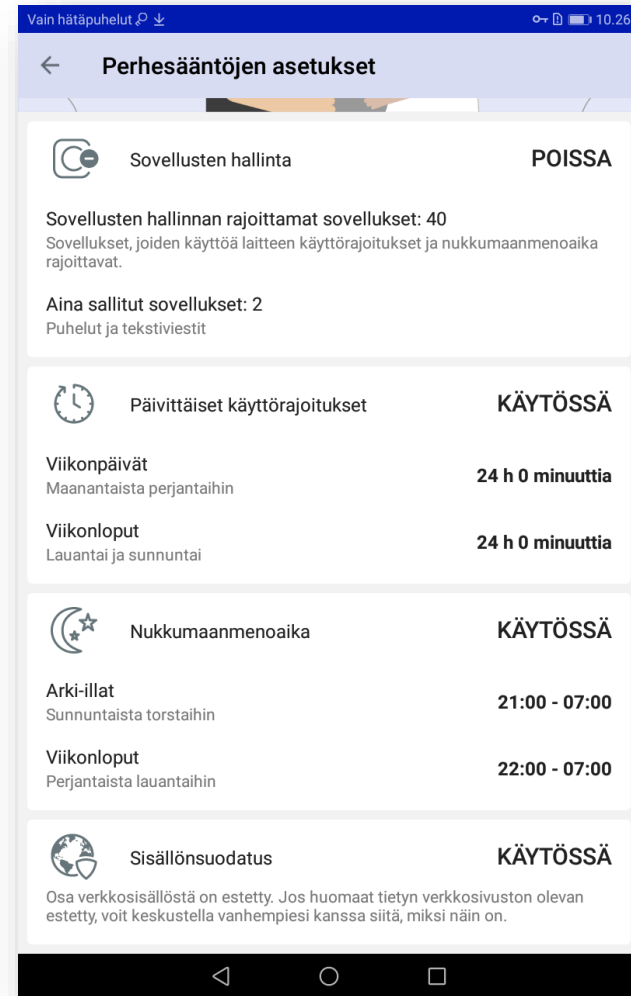 Vain hätäpuhelut 10.26
Perhesääntöjen asetukset
Sovellusten hallinta POISSA
Sovellusten hallinnan rajoittamat sovellukset: 40
Sovellukset, joiden käyttöä laitteen käyttörajoitukset ja nukkumaanmenoaika
rajoittavat.
Aina sallitut sovellukset: 2
Puhelut ja tekstiviestit
Päivittäiset käyttörajoitukset KÄYTÖSSÄ
Viikonpäivät 24 h 0 minuuttia
Maanantaista perjantaihin
Viikonloput 24 h 0 minuuttia
Lauantai ja sunnuntai
Nukkumaanmenoaika KÄYTÖSSÄ
Arki-illat 21:00 - 07:00
Sunnuntaista torstaihin
Viikonloput 22:00 - 07:00
Perjantaista lauantaihin
Sisällönsuodatus KÄYTÖSSÄ
Osa verkkosisällöstä on estetty. Jos huomaat tietyn verkkosivuston olevan
estetty, voit keskustella vanhempiesi kanssa siitä, miksi näin on.